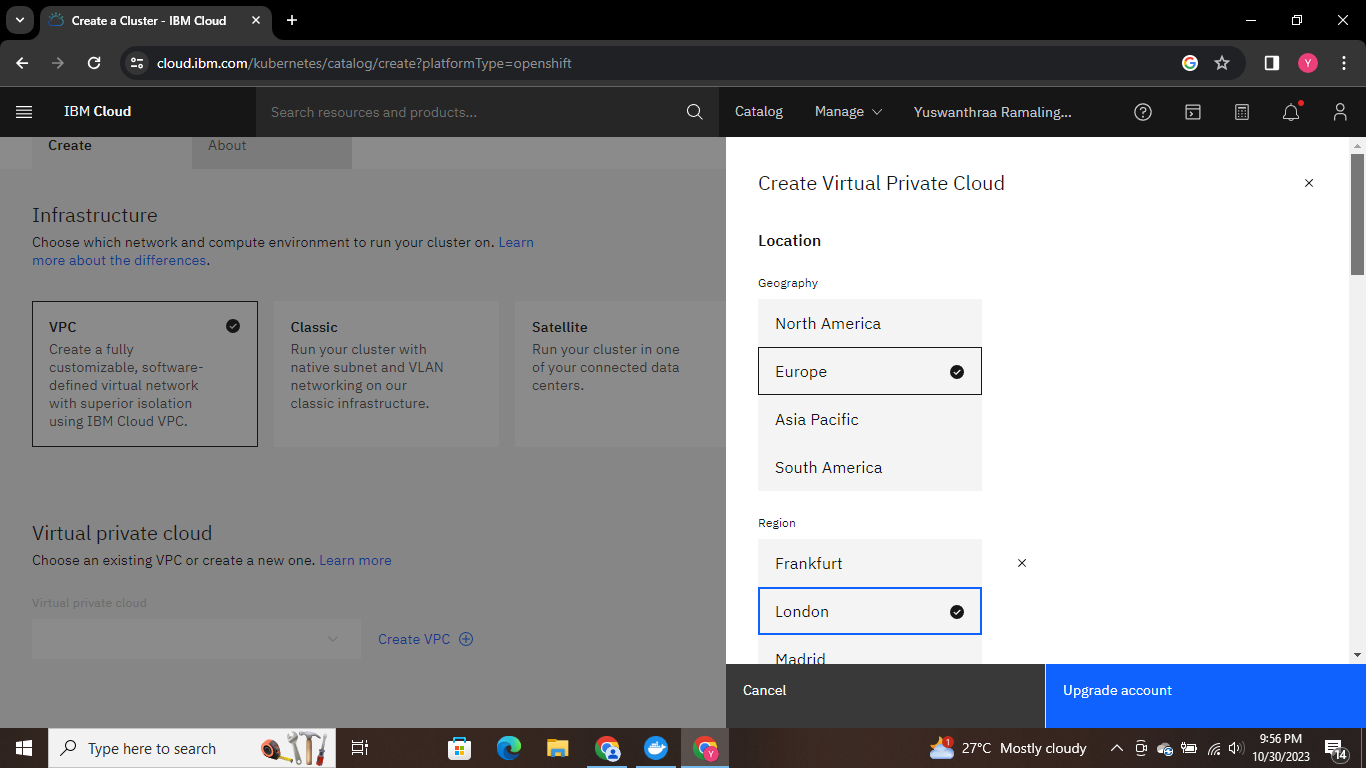 Create a Cluster - IBM Cloud
cloud.ibm.com/kubernetes/catalog/create?platformType=openshift
Y
IBM Cloud
Search resources and products...
Catalog
Manage
Yuswanthraa Ramaling...
Create
About
Infrastructure
Choose which network and compute environment to run your cluster on. Learn
more about the differences.
VPC
Create a fully
customizable, software-
defined virtual network
with superior isolation
using IBM Cloud VPC.
Classic
Run your cluster with
native subnet and VLAN
networking on our
classic infrastructure.
Satellite
Run your cluster in one
of your connected data
centers.
Virtual private cloud
Choose an existing VPC or create a new one. Learn more
Virtual private cloud
Create VPC
Create Virtual Private Cloud
Location
Geography
North America
Europe
Asia Pacific
South America
Region
Frankfurt
London
Madrid
Cancel
Upgrade account
Type here to search
Y
1
27°C Mostly cloudy
9:56 PM
10/30/2023
14